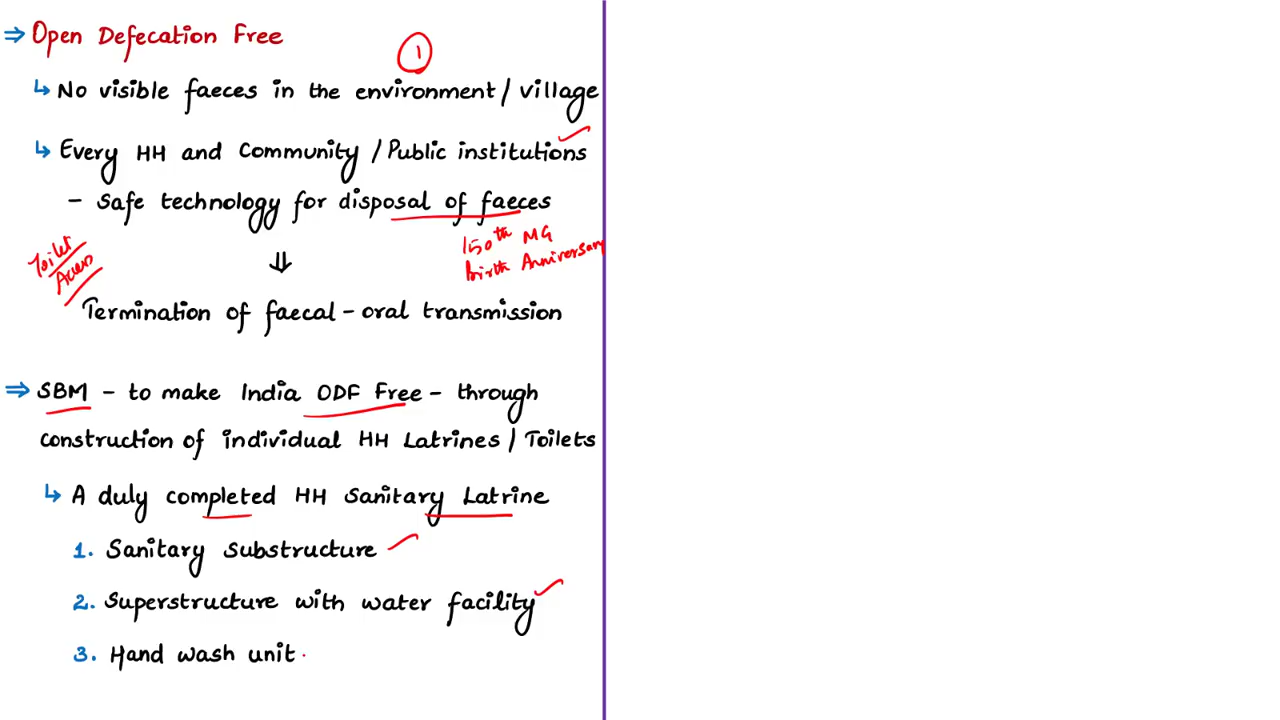 ⇒ Open Defecation Free
1
↳ No visible faeces in the environment / village
↳ Every HH and Community / Public institutions
- Safe technology for disposal of faeces
Toilet
Access
150th MG
Birth Anniversary
⇓
Termination of faecal - oral transmission
⇒ SBM - to make India ODF Free - through
construction of individual HH Latrines / Toilets
↳ A duly completed HH Sanitary Latrine
1. Sanitary Substructure
2. Superstructure with water facility
3. Hand wash unit